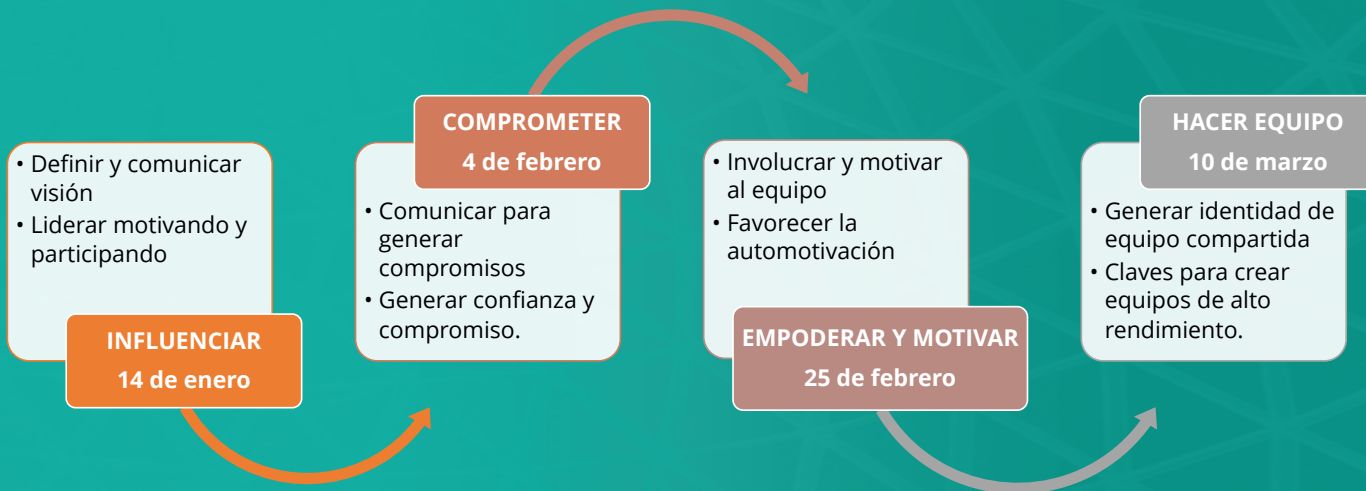 • Definir y comunicar
visión
• Liderar motivando y
participando
INFLUENCIAR
14 de enero
COMPROMETER
4 de febrero
• Comunicar para
generar
compromisos
• Generar confianza y
compromiso.
• Involucrar y motivar
al equipo
• Favorecer la
automotivación
EMPODERAR Y MOTIVAR
25 de febrero
HACER EQUIPO
10 de marzo
• Generar identidad de
equipo compartida
• Claves para crear
equipos de alto
rendimiento.